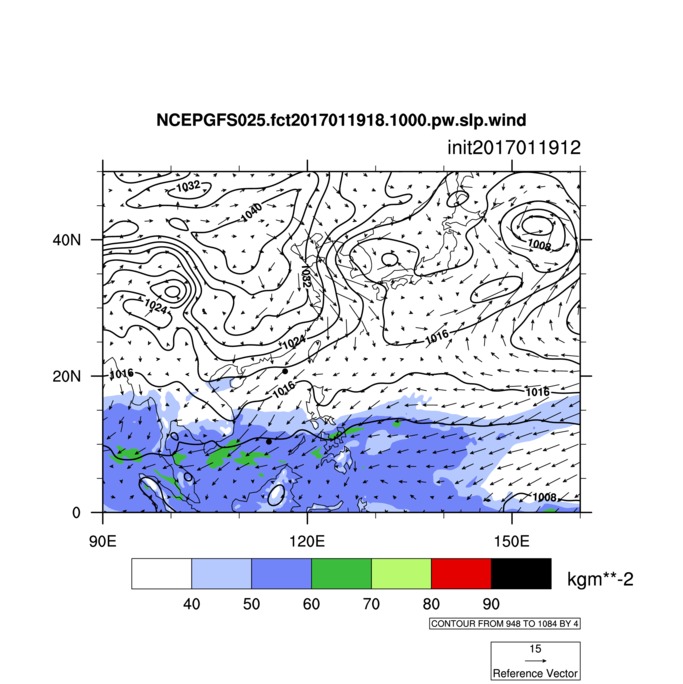 NCEPGFS025.fct2017011918.1000.pw.slp.wind
init2017011912
1032
1040
1008
40N
1032
1024
1024
1016
1016
1016
1016
20N
1008
0
90E 120E 150E
kgm**-2
40 50 60 70 80 90
CONTOUR FROM 948 TO 1084 BY 4
15
Reference Vector